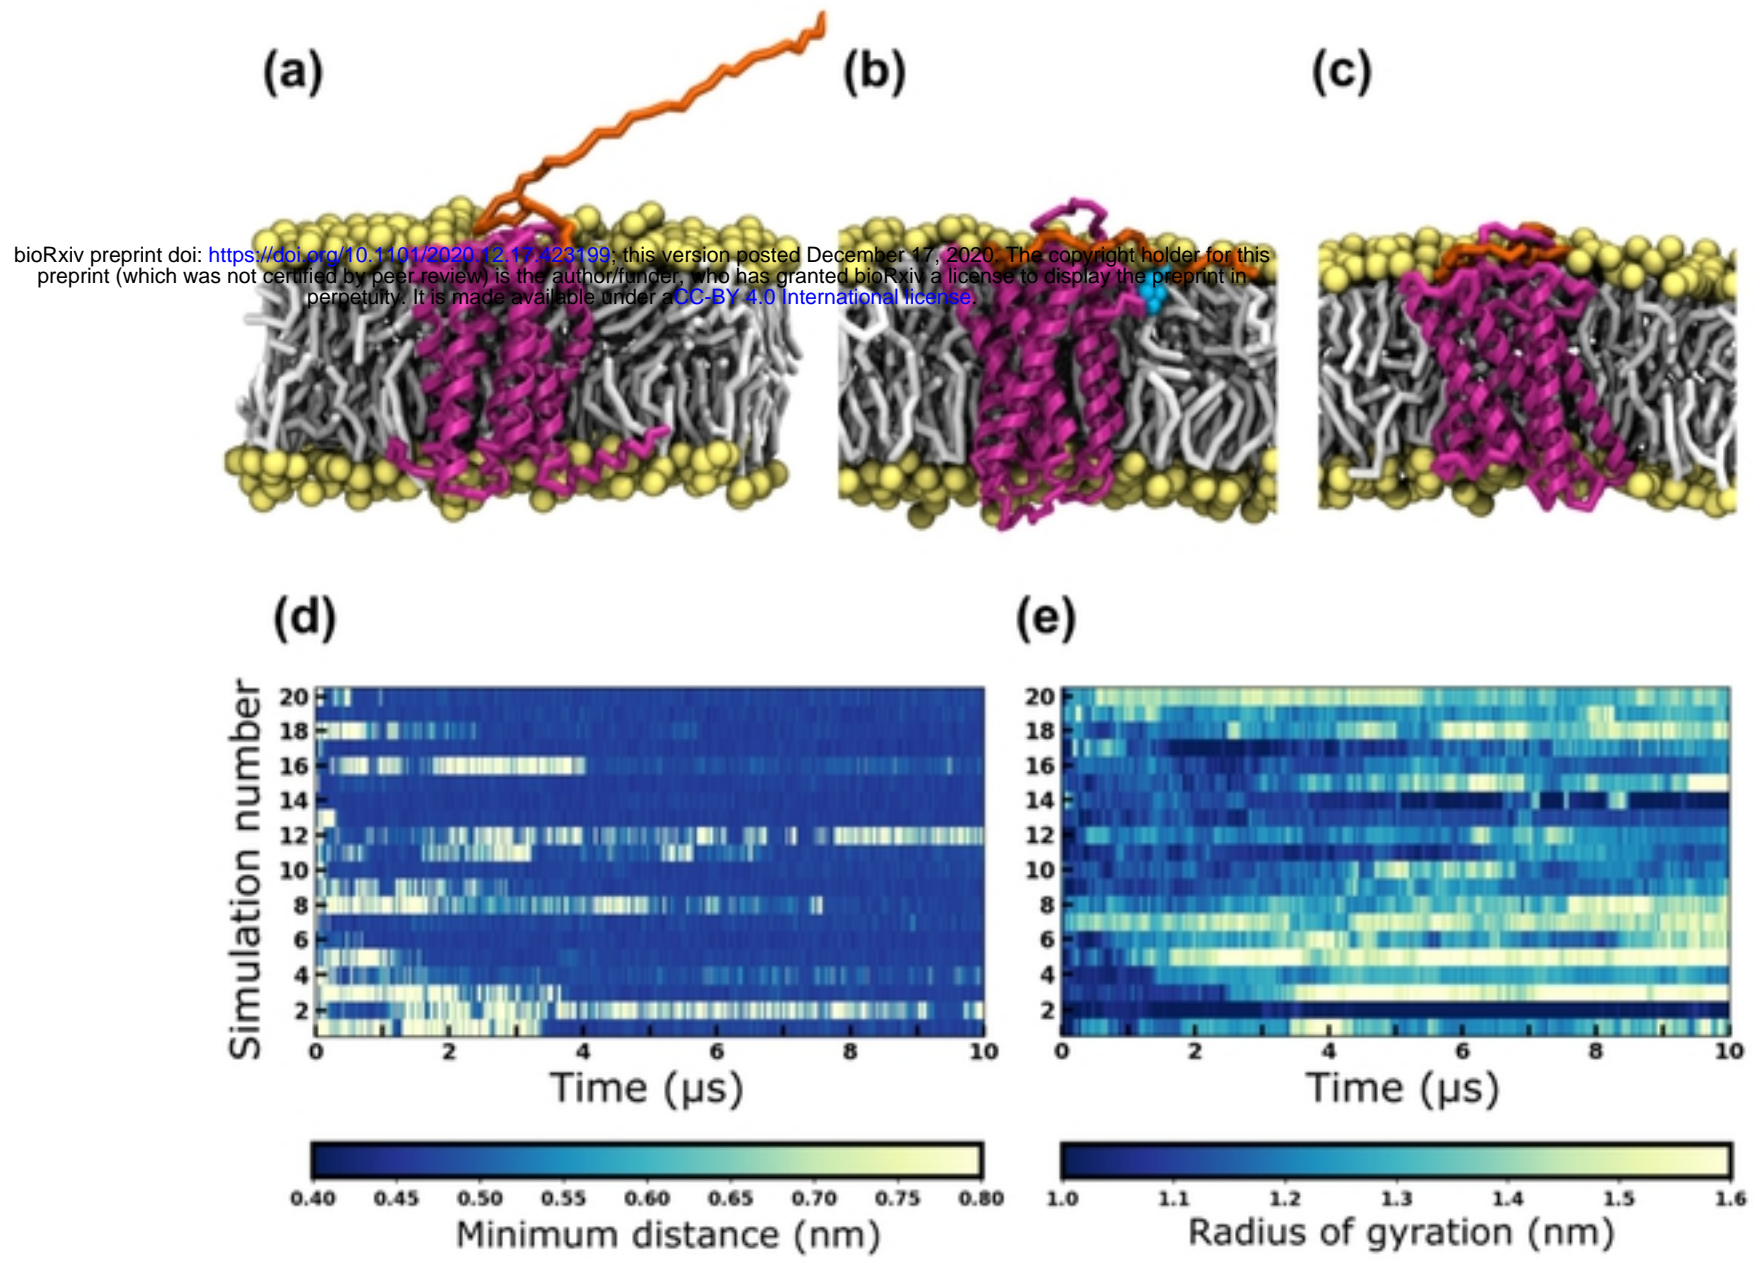 (a)
(b)
(c)
bioRxiv preprint doi: https://doi.org/10.1101/2020.12.17.423199; this version posted December 17, 2020. The copyright holder for this
preprint (which was not certified by peer review) is the author/funder, who has granted bioRxiv a license to display the preprint in
perpetuity. It is made available under aCC-BY 4.0 International license.
(d)
(e)
Simulation number
20
18
16
14
12
10
8
6
4
2
0 2 4 6 8 10
Time (μs)
20
18
16
14
12
10
8
6
4
2
0 2 4 6 8 10
Time (μs)
0.40 0.45 0.50 0.55 0.60 0.65 0.70 0.75 0.80
Minimum distance (nm)
1.0 1.1 1.2 1.3 1.4 1.5 1.6
Radius of gyration (nm)